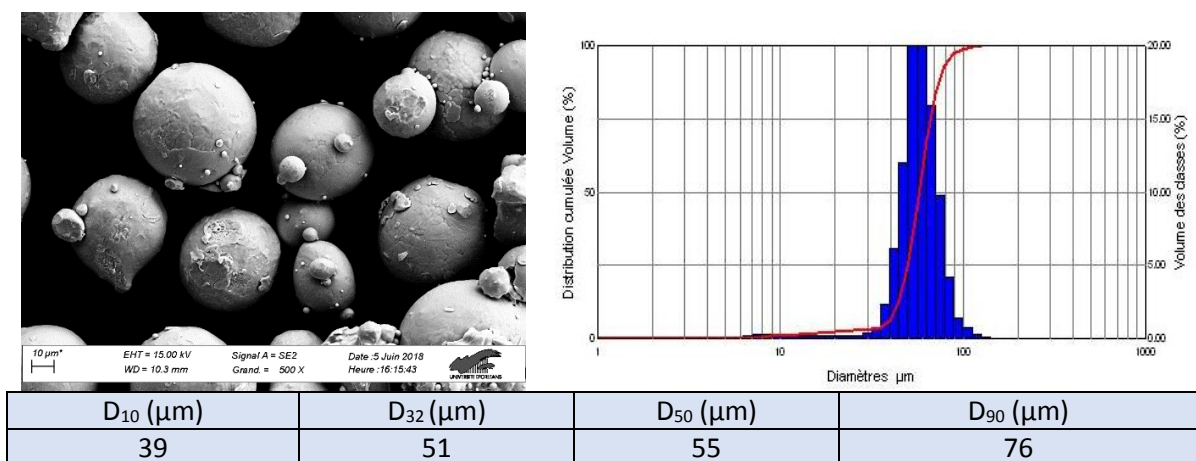 10 µm*
EHT = 15.00 kV
Signal A = SE2
Date :5 Juin 2018
WD = 10.3 mm
Grand. = 500 X
Heure :16:15:43
UNIVERSITE D'ORLEANS
Distribution cumulée Volume (%)
100
50
0
20.00
15.00
10.00
5.00
0.00
Volume des classes (%)
1
10
100
1000
Diamètres µm
D₁₀ (µm) D₃₂ (µm) D₅₀ (µm) D₉₀ (µm)
39 51 55 76